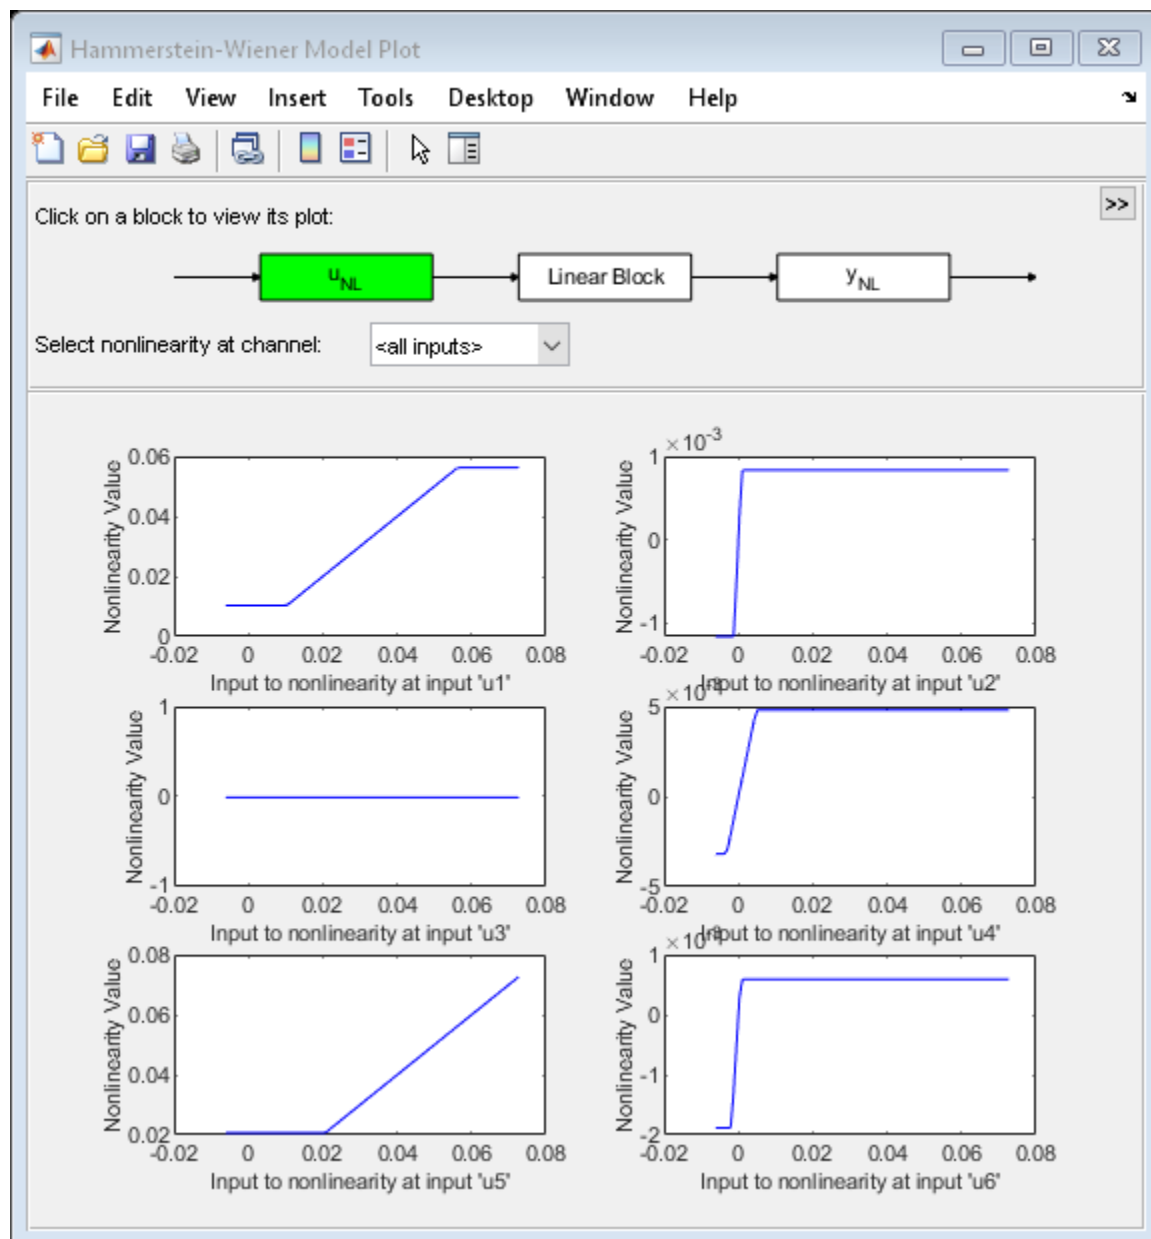 Hammerstein-Wiener Model Plot
File Edit View Insert Tools Desktop Window Help
Click on a block to view its plot:
>>
uNL Linear Block yNL
Select nonlinearity at channel: <all inputs>
0.06
0.04
0.02
0
Nonlinearity Value
-0.02 0 0.02 0.04 0.06 0.08
Input to nonlinearity at input 'u1'
×10-3
1
0
-1
Nonlinearity Value
-0.02 0 0.02 0.04 0.06 0.08
Input to nonlinearity at input 'u2'
1
0
-1
Nonlinearity Value
-0.02 0 0.02 0.04 0.06 0.08
Input to nonlinearity at input 'u3'
5
0
-5
Nonlinearity Value
-0.02 0 0.02 0.04 0.06 0.08
Input to nonlinearity at input 'u4'
0.08
0.06
0.04
0.02
Nonlinearity Value
-0.02 0 0.02 0.04 0.06 0.08
Input to nonlinearity at input 'u5'
1
0
-1
-2
Nonlinearity Value
-0.02 0 0.02 0.04 0.06 0.08
Input to nonlinearity at input 'u6'